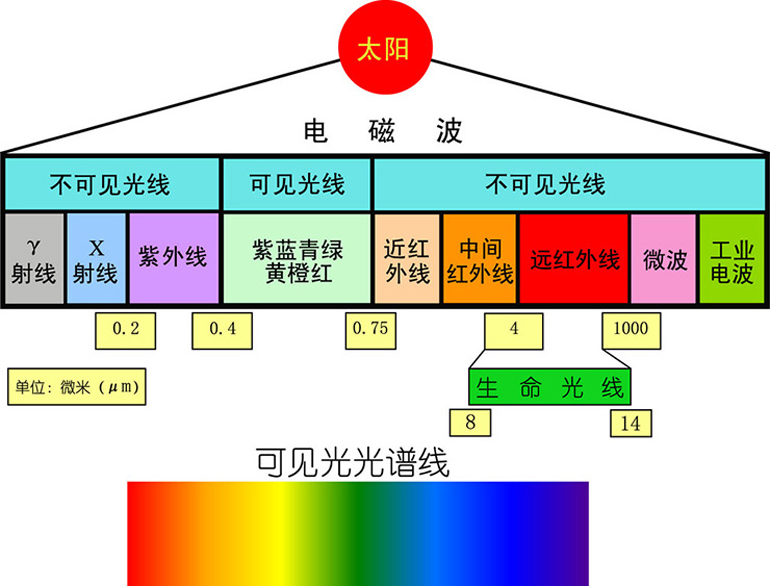 太阳
电磁波
不可见光线
可见光线
不可见光线
γ
射线
X
射线
紫外线
紫蓝青绿
黄橙红
近红
外线
中间
红外线
远红外线
微波
工业
电波
0.2
0.4
0.75
4
1000
单位：微米（μm）
生命光线
8
14
可见光光谱线